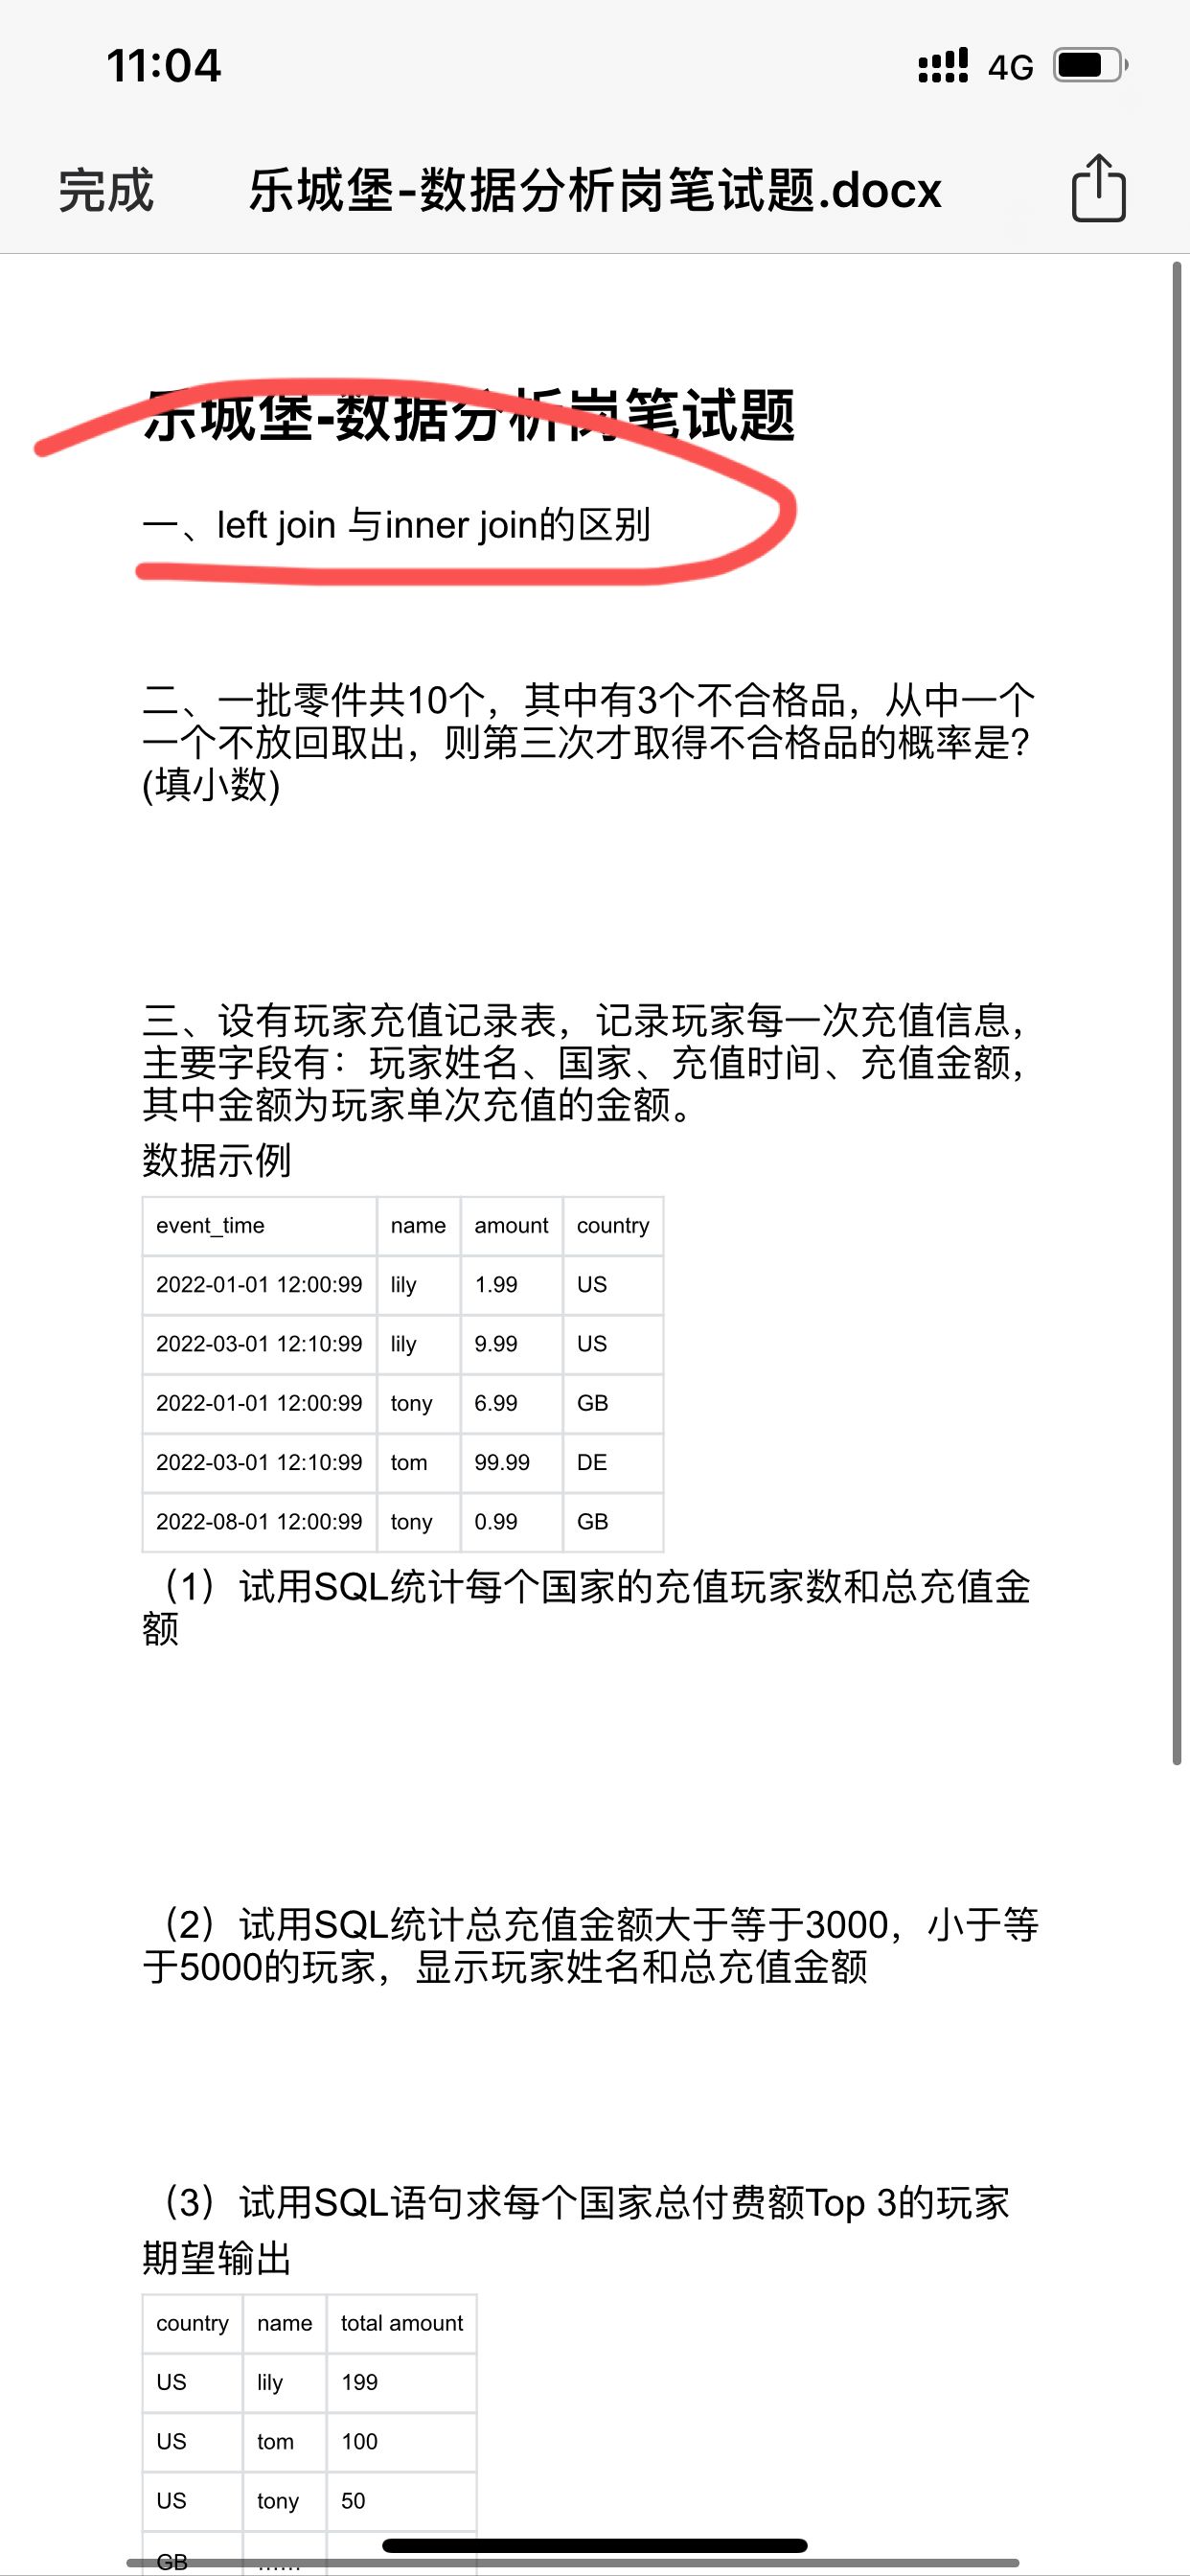 11:04
4G
完成
乐城堡-数据分析岗笔试题.docx
乐城堡-数据分析岗笔试题
一、left join 与inner join的区别
二、一批零件共10个，其中有3个不合格品，从中一个
一个不放回取出，则第三次才取得不合格品的概率是?
(填小数)
三、设有玩家充值记录表，记录玩家每一次充值信息，
主要字段有：玩家姓名、国家、充值时间、充值金额，
其中金额为玩家单次充值的金额。
数据示例
event_time name amount country
2022-01-01 12:00:99 lily 1.99 US
2022-03-01 12:10:99 lily 9.99 US
2022-01-01 12:00:99 tony 6.99 GB
2022-03-01 12:10:99 tom 99.99 DE
2022-08-01 12:00:99 tony 0.99 GB
（1）试用SQL统计每个国家的充值玩家数和总充值金
额
（2）试用SQL统计总充值金额大于等于3000，小于等
于5000的玩家，显示玩家姓名和总充值金额
（3）试用SQL语句求每个国家总付费额Top 3的玩家
期望输出
country name total amount
US lily 199
US tom 100
US tony 50
GB ......